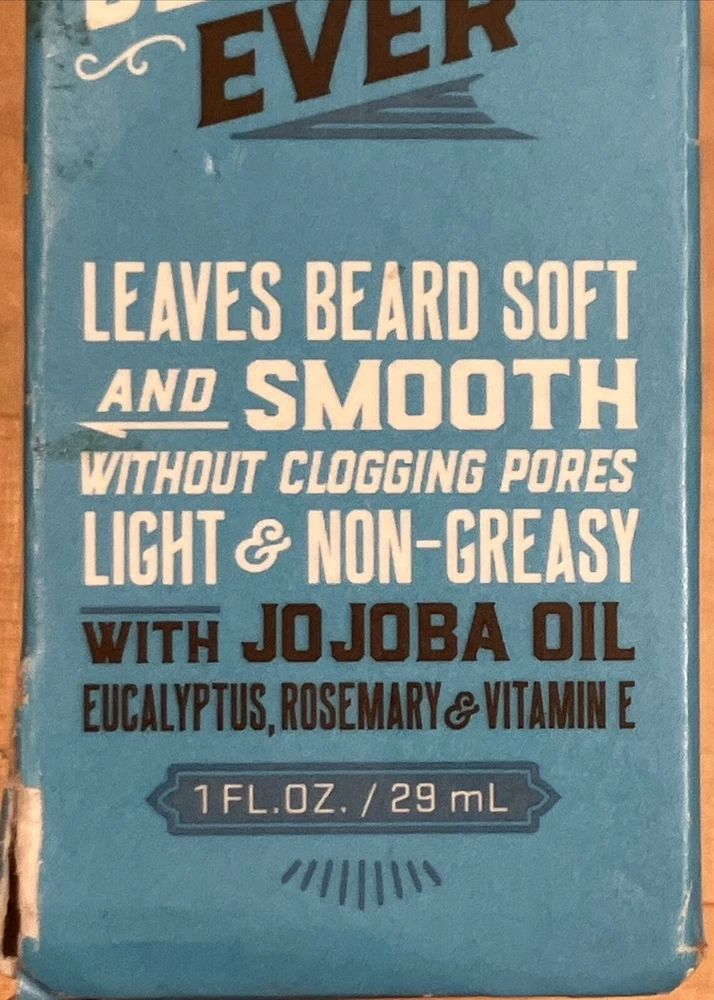 EVER
LEAVES BEARD SOFT
AND SMOOTH
WITHOUT CLOGGING PORES
LIGHT & NON-GREASY
WITH JOJOBA OIL
EUCALYPTUS, ROSEMARY & VITAMIN E
1 FL.OZ. / 29 mL